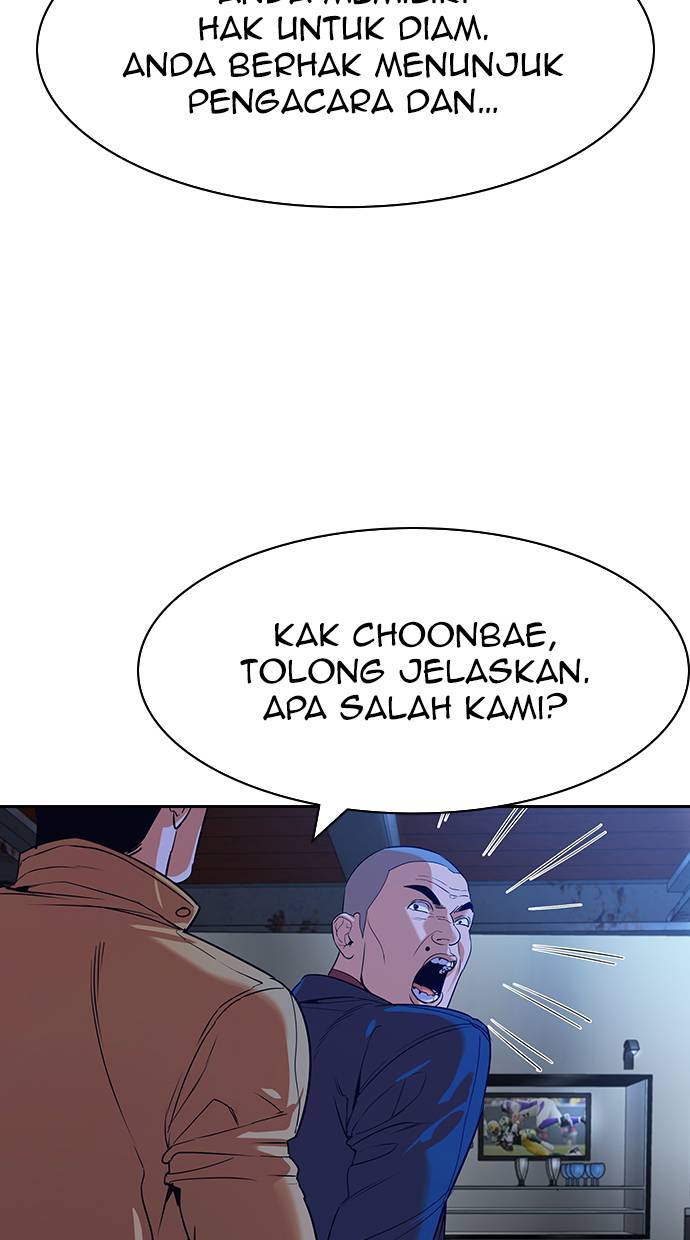 HAK UNTUK DIAM.
ANDA BERHAK MENUNJUK
PENGACARA DAN...
KAK CHOONBAE,
TOLONG JELASKAN.
APA SALAH KAMI?